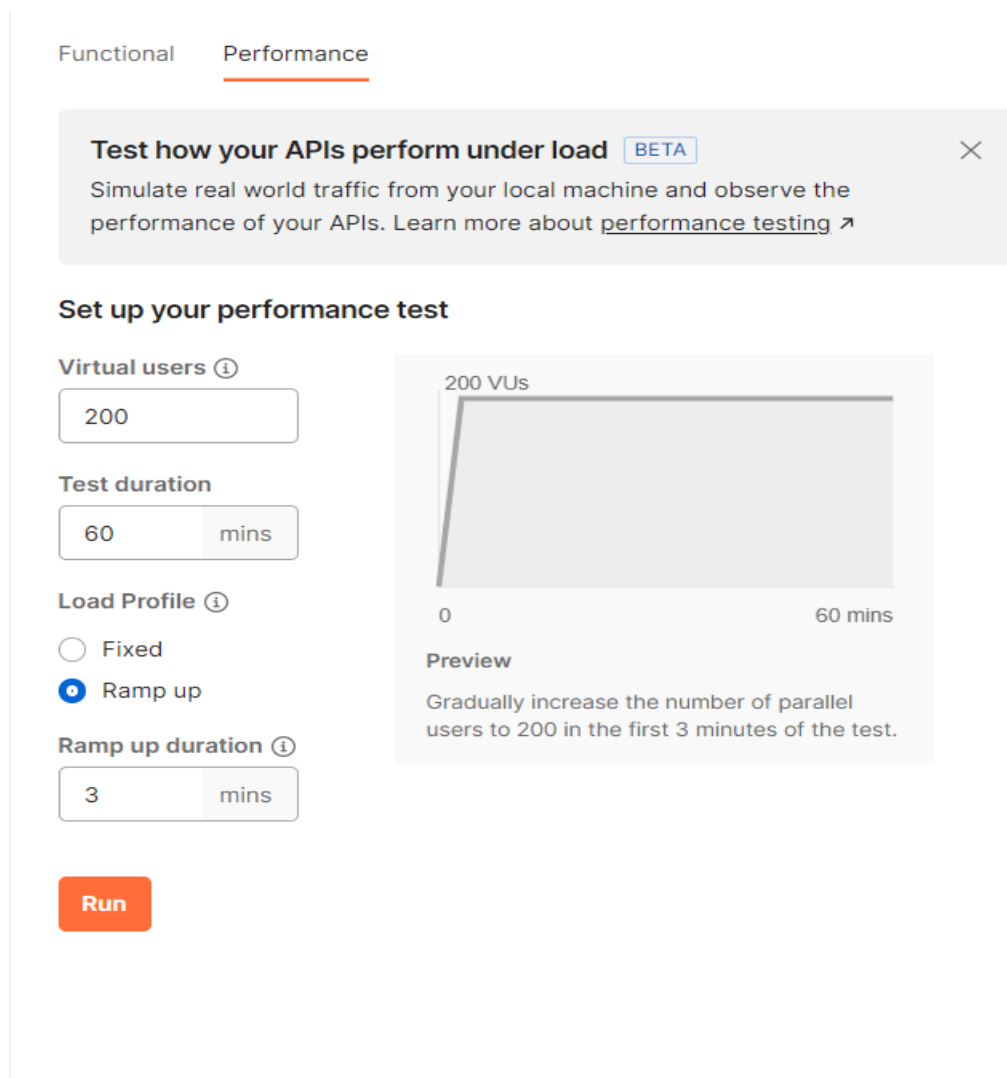 Functional Performance
Test how your APIs perform under load BETA
Simulate real world traffic from your local machine and observe the
performance of your APIs. Learn more about performance testing ↗
Set up your performance test
Virtual users
200
Test duration
60 mins
Load Profile
Fixed
Ramp up
Ramp up duration
3 mins
Run
200 VUs
0 60 mins
Preview
Gradually increase the number of parallel
users to 200 in the first 3 minutes of the test.